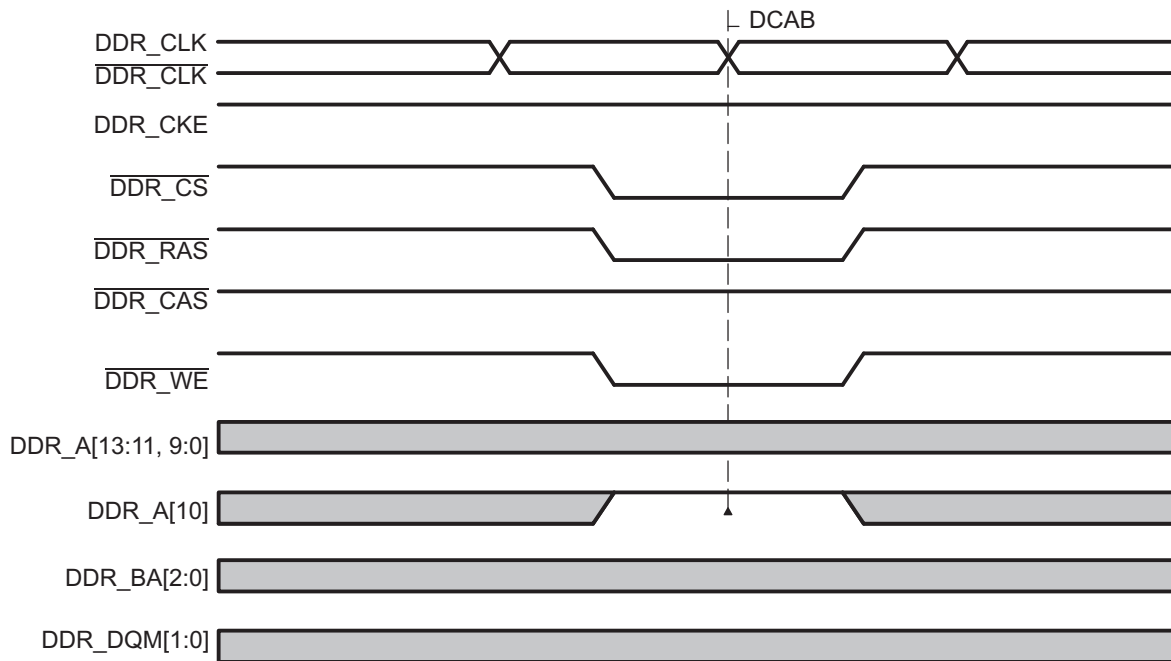 DCAB
DDR_CLK
DDR_CLK
DDR_CKE
DDR_CS
DDR_RAS
DDR_CAS
DDR_WE
DDR_A[13:11, 9:0]
DDR_A[10]
DDR_BA[2:0]
DDR_DQM[1:0]